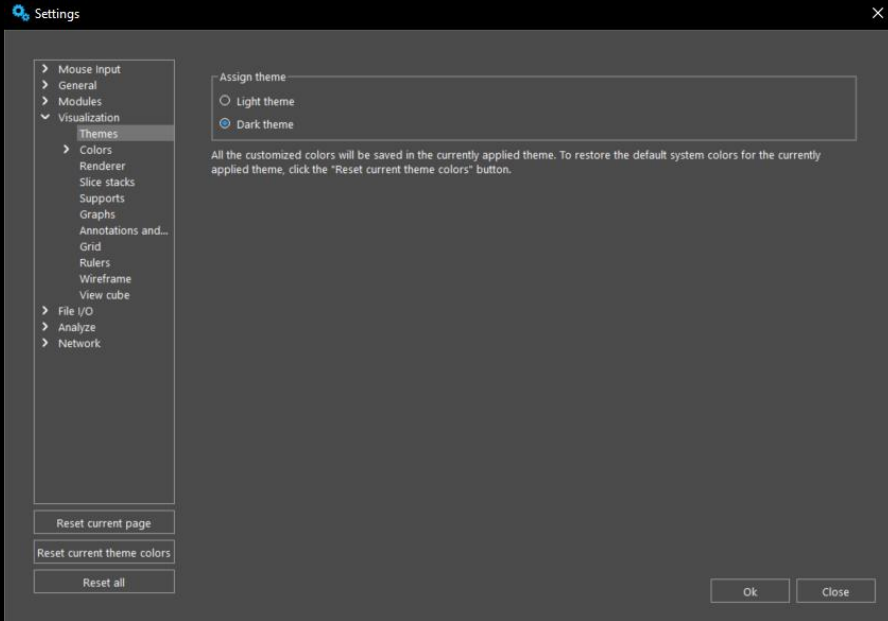 Settings
Mouse Input
General
Modules
Visualization
Themes
Colors
Renderer
Slice stacks
Supports
Graphs
Annotations and...
Grid
Rulers
Wireframe
View cube
File I/O
Analyze
Network
Reset current page
Reset current theme colors
Reset all
Assign theme
Light theme
Dark theme
All the customized colors will be saved in the currently applied theme. To restore the default system colors for the currently
applied theme, click the "Reset current theme colors" button.
Ok
Close